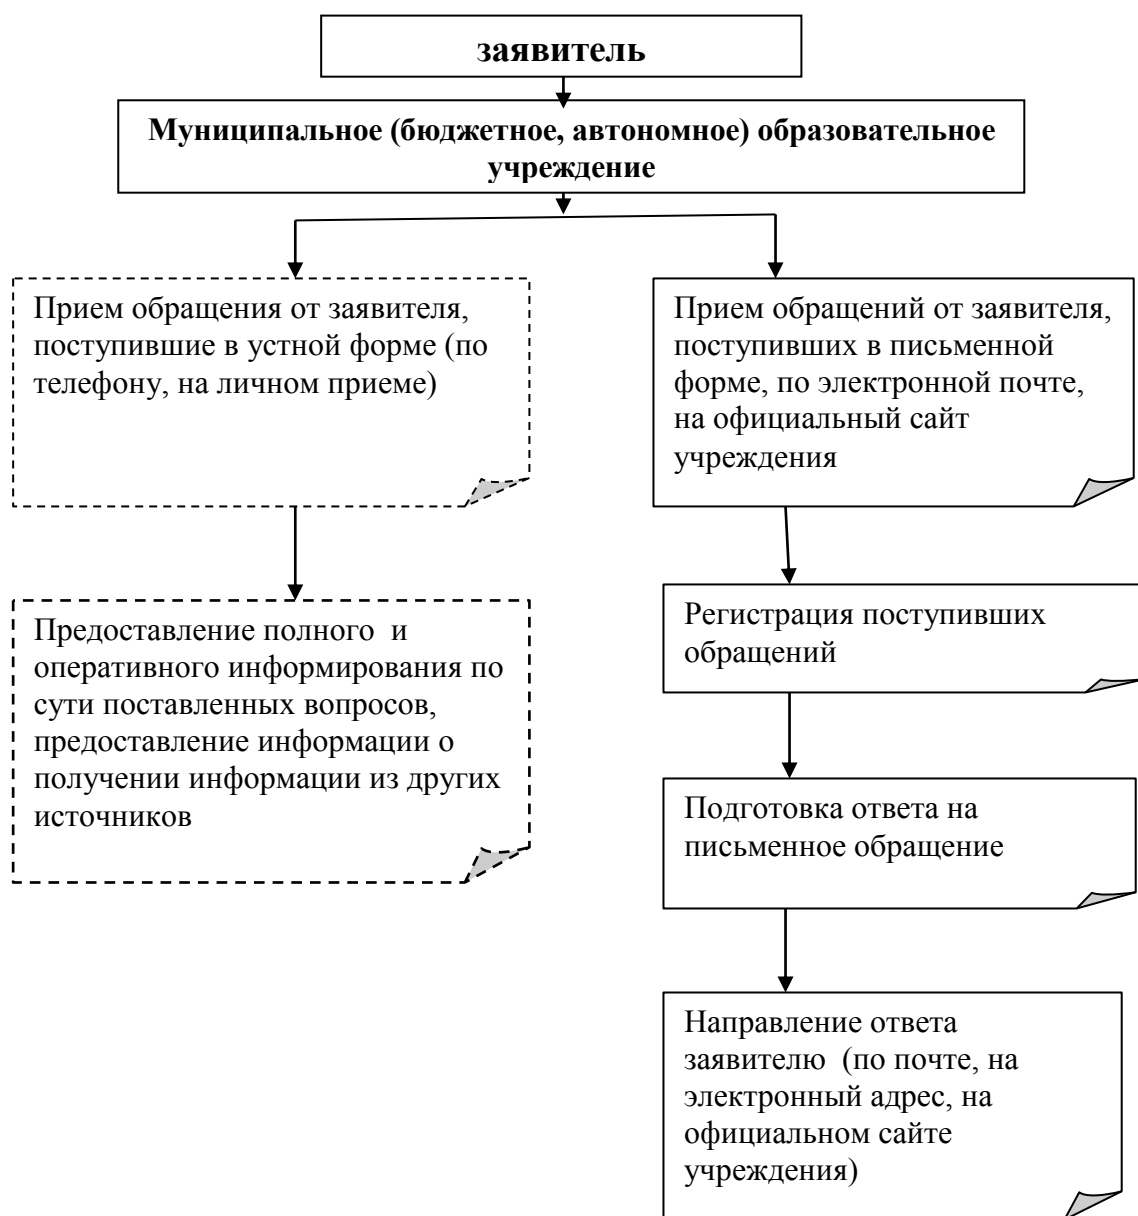 заявитель
Муниципальное (бюджетное, автономное) образовательное
учреждение
Прием обращения от заявителя,
поступившие в устной форме (по
телефону, на личном приеме)
Предоставление полного  и
оперативного информирования по
сути поставленных вопросов,
предоставление информации о
получении информации из других
источников
Прием обращений от заявителя,
поступивших в письменной
форме, по электронной почте,
на официальный сайт
учреждения
Регистрация поступивших
обращений
Подготовка ответа на
письменное обращение
Направление ответа
заявителю  (по почте, на
электронный адрес, на
официальном сайте
учреждения)